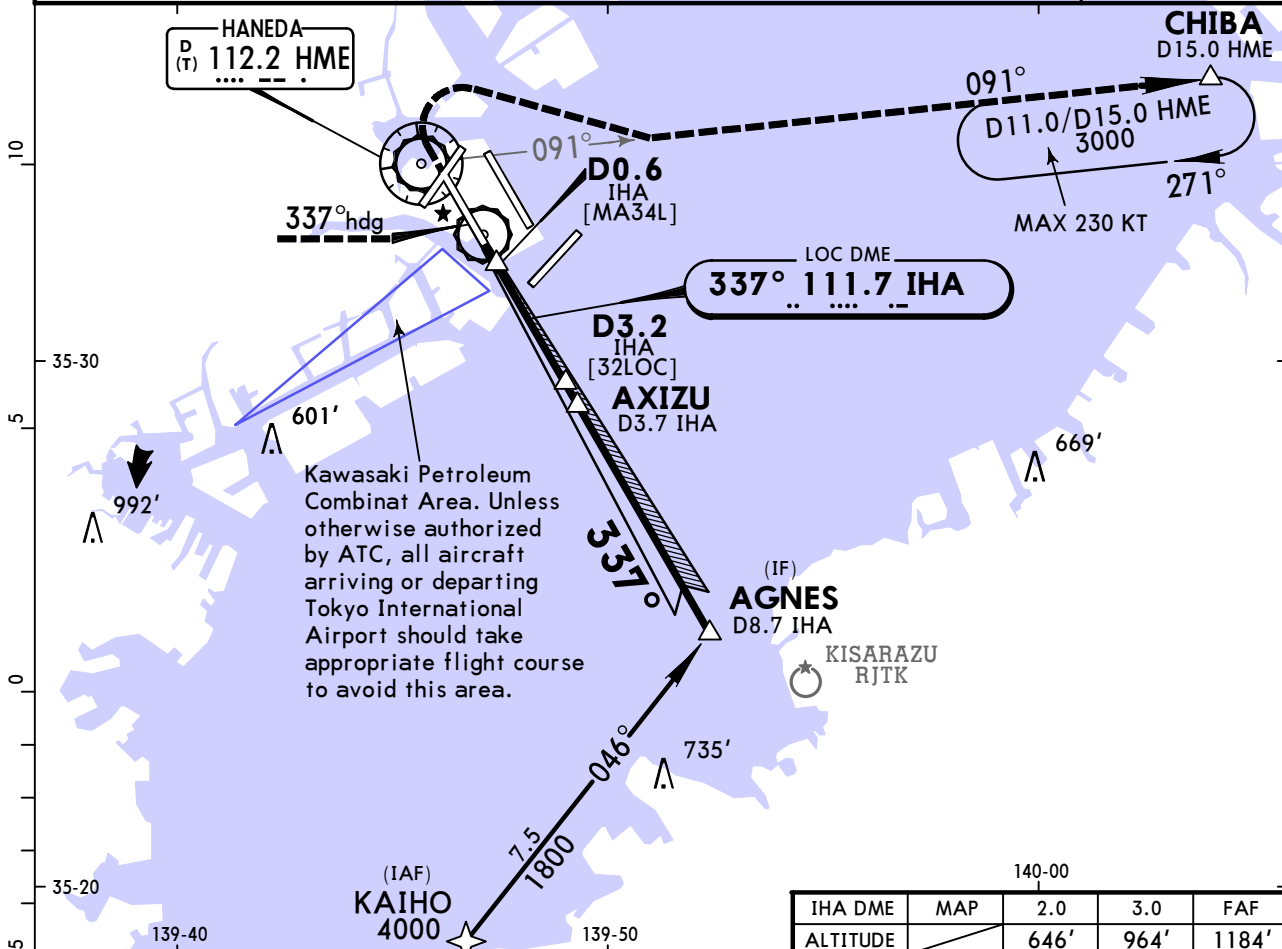 HANEDA
D
(T) 112.2 HME
CHIBA
D15.0 HME
091°
D11.0/D15.0 HME
3000
271°
MAX 230 KT
091°
D0.6
IHA
[MA34L]
337°hdg
LOC DME
337° 111.7 IHA
D3.2
IHA
[32LOC]
AXIZU
D3.7 IHA
10
35-30
5
601'
669'
992'
Kawasaki Petroleum
Combinat Area. Unless
otherwise authorized
by ATC, all aircraft
arriving or departing
Tokyo International
Airport should take
appropriate flight course
to avoid this area.
337°
(IF)
AGNES
D8.7 IHA
KISARAZU
RJTK
0
046°
735'
7.5
1800
(IAF)
KAIHO
4000
35-20
5
139-40
139-50
140-00
IHA DME MAP 2.0 3.0 FAF
ALTITUDE 646' 964' 1184'